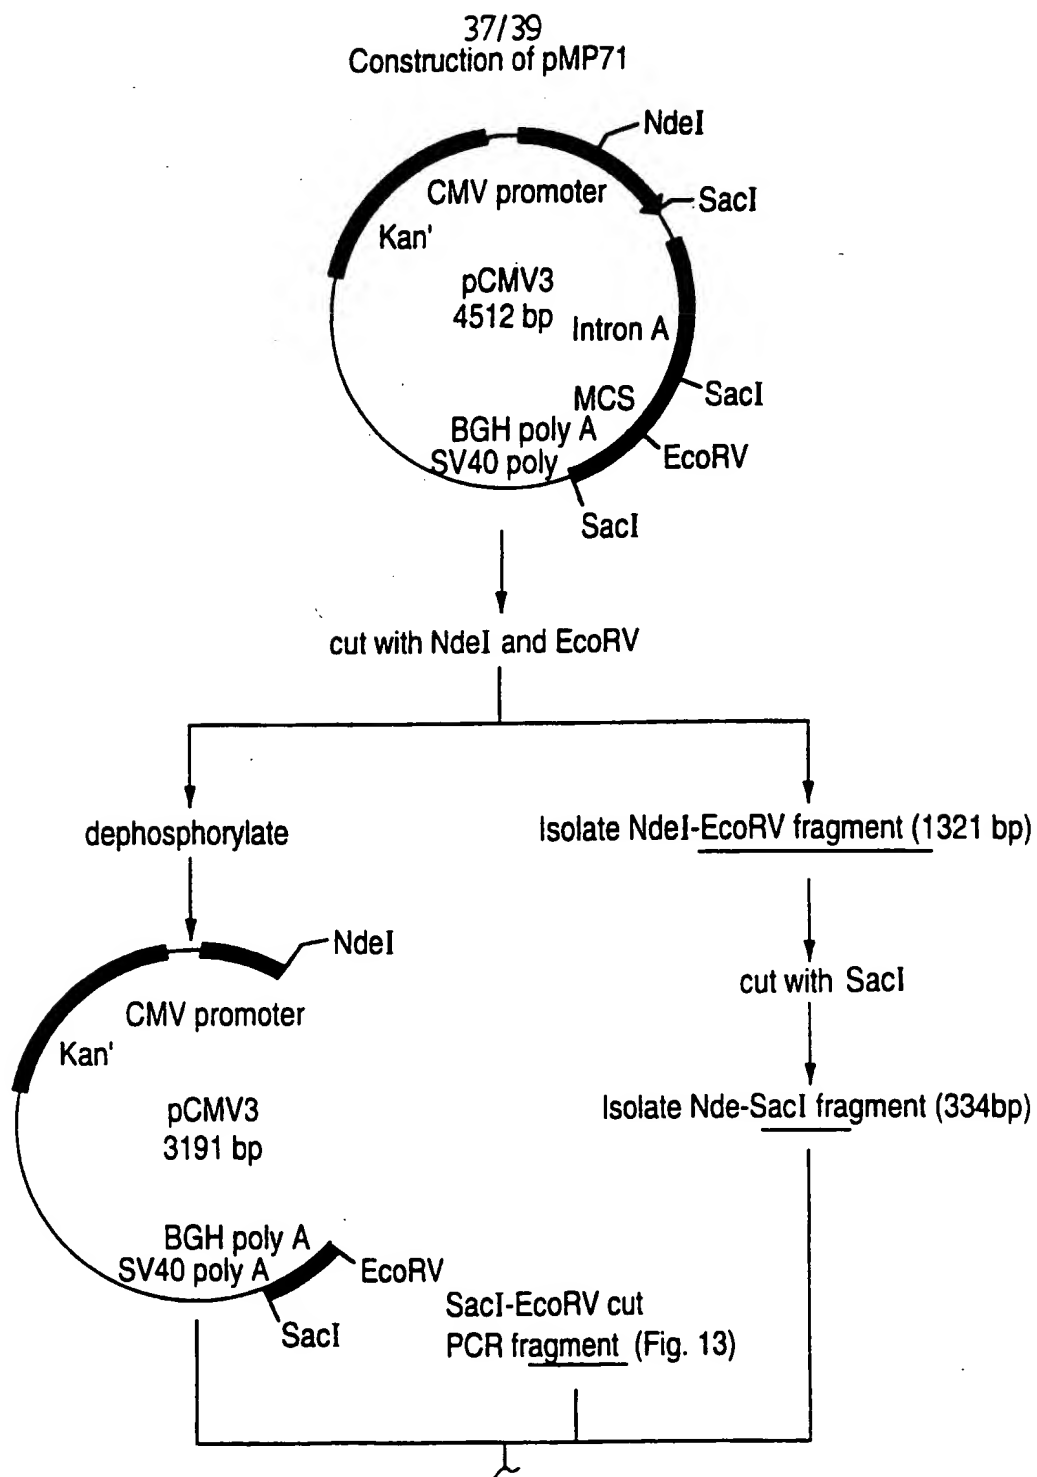 37/39
Construction of pMP71
NdeI
CMV promoter
SacI
Kan'
pCMV3
4512 bp
Intron A
SacI
MCS
BGH poly A
EcoRV
SV40 poly
SacI
cut with NdeI and EcoRV
dephosphorylate
Isolate NdeI-EcoRV fragment (1321 bp)
NdeI
cut with SacI
CMV promoter
Kan'
pCMV3
3191 bp
Isolate Nde-SacI fragment (334bp)
BGH poly A
SV40 poly A
EcoRV
SacI
SacI-EcoRV cut
PCR fragment (Fig. 13)